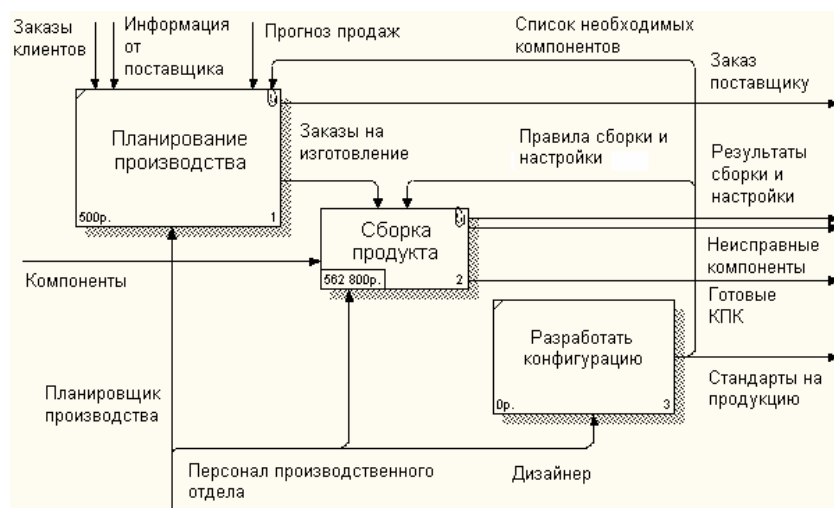 Заказы
клиентов
Информация
от
поставщика
Прогноз продаж
Список необходимых
компонентов
Заказ
поставщику
Планирование
производства
500р.
1
Заказы на
изготовление
Правила сборки и
настройки
Результаты
сборки и
настройки
Сборка
продукта
562 800р.
2
Компоненты
Неисправные
компоненты
Готовые
КПК
Разработать
конфигурацию
0р.
3
Стандарты на
продукцию
Планировщик
производства
Персонал производственного
отдела
Дизайнер